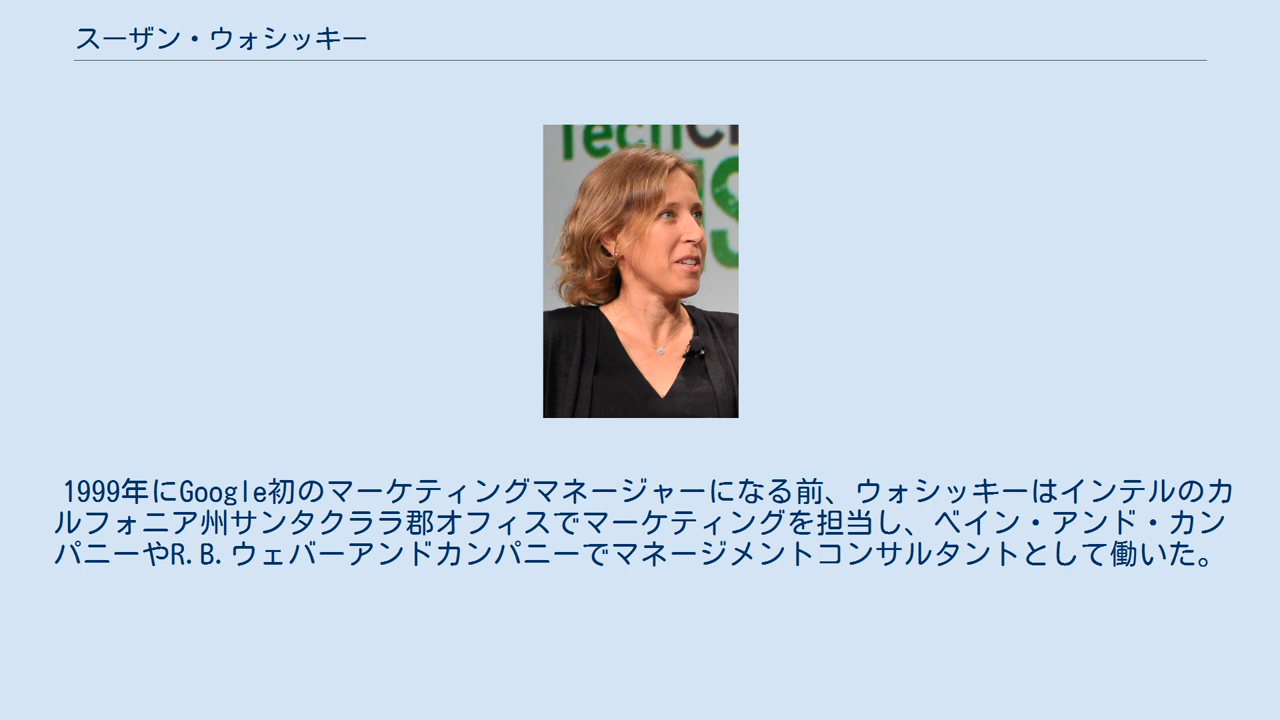 スーザン・ウォシッキー
TechCr
IS
1999年にGoogle初のマーケティングマネージャーになる前、ウォシッキーはインテルのカ
ルフォニア州サンタクララ郡オフィスでマーケティングを担当し、ベイン・アンド・カン
パニーやR.B.ウェバーアンドカンパニーでマネージメントコンサルタントとして働いた。